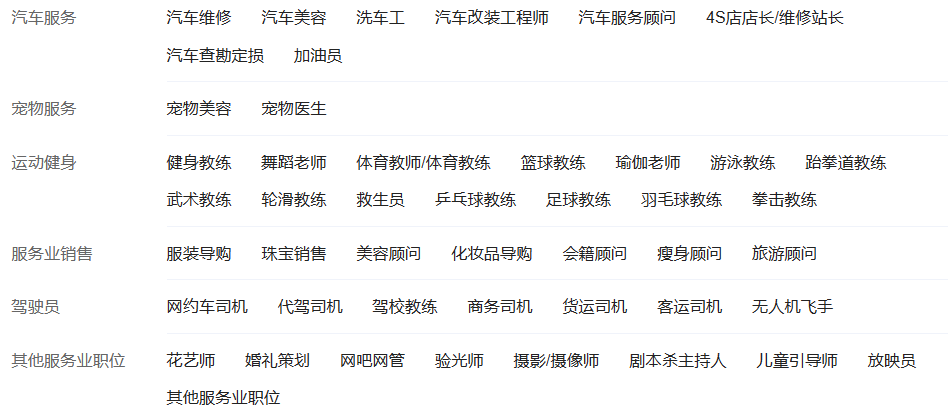 汽车服务 汽车维修 汽车美容 洗车工 汽车改装工程师 汽车服务顾问 4S店店长/维修站长
汽车查勘定损 加油员
宠物服务 宠物美容 宠物医生
运动健身 健身教练 舞蹈老师 体育教师/体育教练 篮球教练 瑜伽老师 游泳教练 跆拳道教练
武术教练 轮滑教练 救生员 乒乓球教练 足球教练 羽毛球教练 拳击教练
服务业销售 服装导购 珠宝销售 美容顾问 化妆品导购 会籍顾问 瘦身顾问 旅游顾问
驾驶员 网约车司机 代驾司机 驾校教练 商务司机 货运司机 客运司机 无人机飞手
其他服务业职位 花艺师 婚礼策划 网吧网管 验光师 摄影/摄像师 剧本杀主持人 儿童引导师 放映员
其他服务业职位